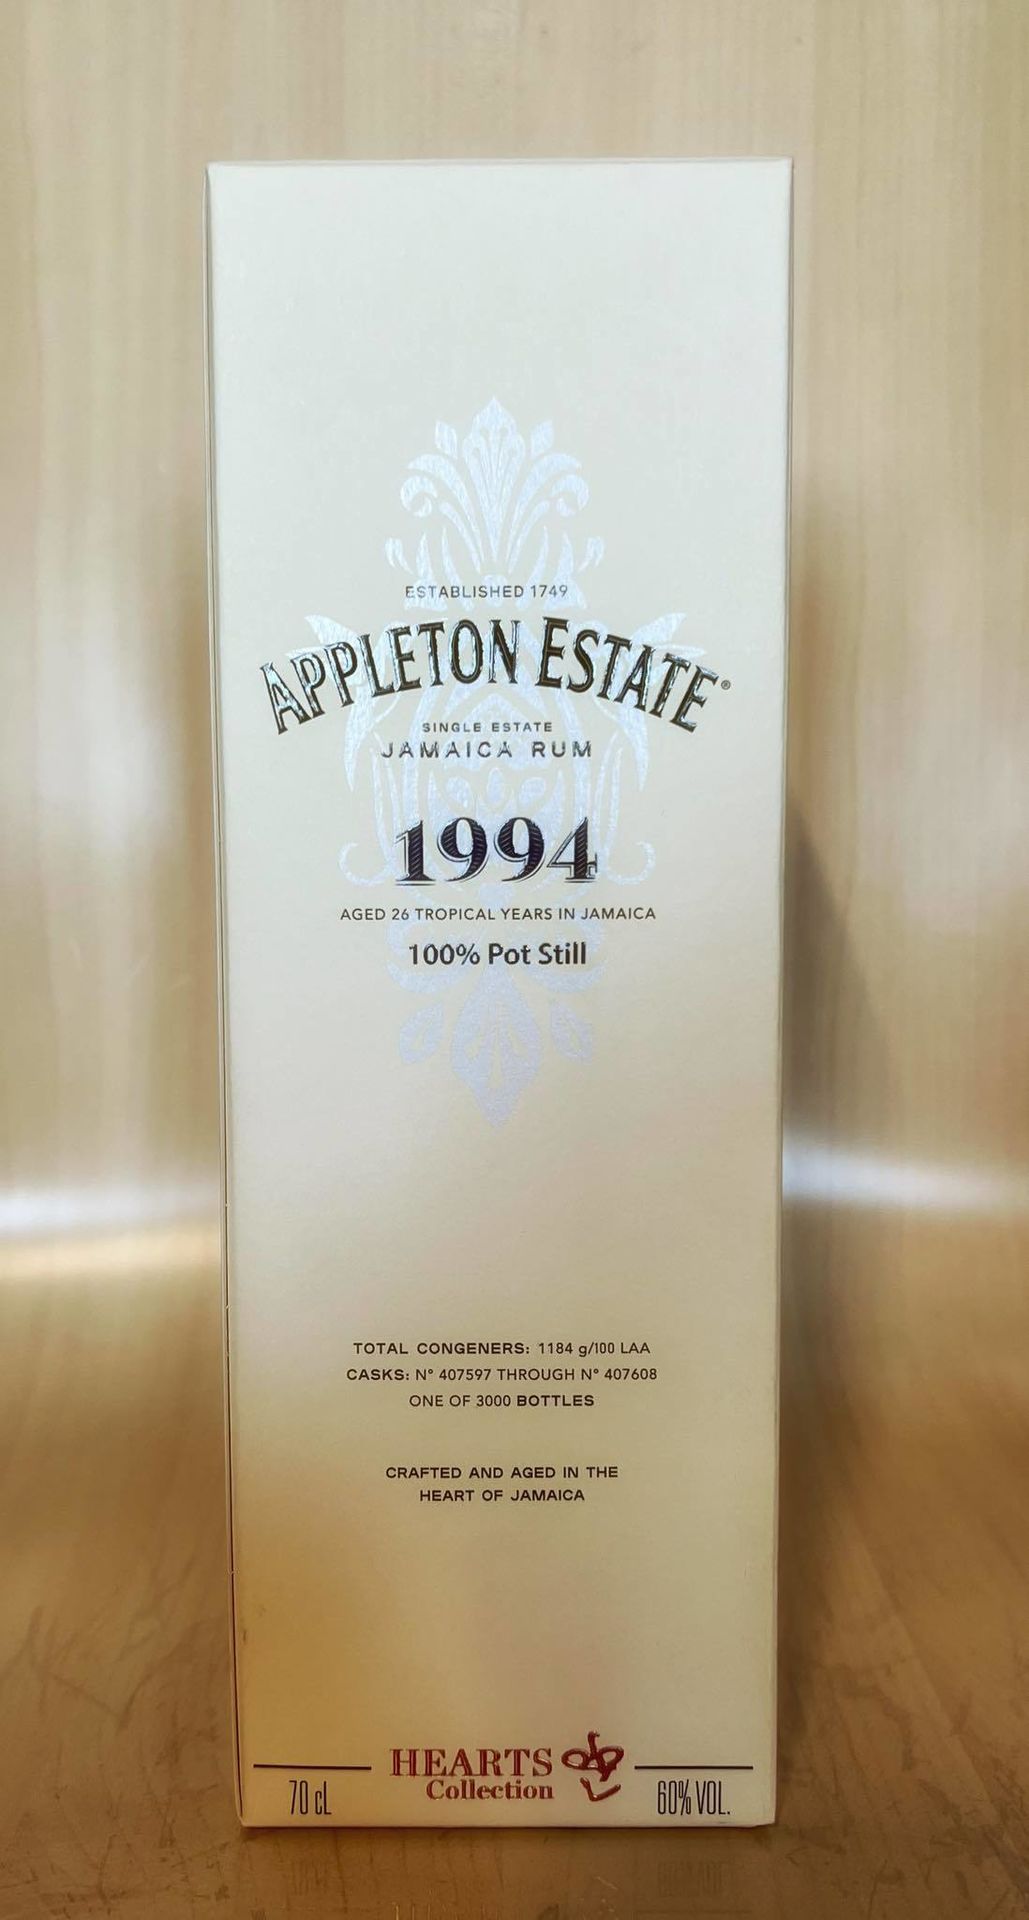 ESTABLISHED 1749
APPLETON ESTATE®
SINGLE ESTATE
JAMAICA RUM
1994
AGED 26 TROPICAL YEARS IN JAMAICA
100% Pot Still
TOTAL CONGENERS: 1184 g/100 LAA
CASKS: N° 407597 THROUGH N° 407608
ONE OF 3000 BOTTLES
CRAFTED AND AGED IN THE
HEART OF JAMAICA
HEARTS
Collection
70 cL
60% VOL.